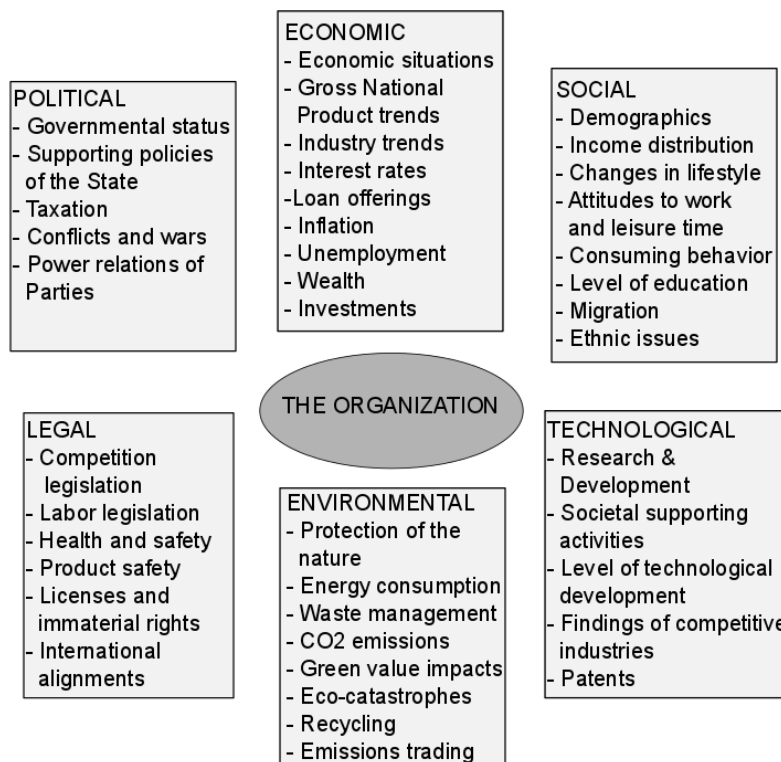 ECONOMIC
- Economic situations
- Gross National
Product trends
- Industry trends
- Interest rates
-Loan offerings
- Inflation
- Unemployment
- Wealth
- Investments
POLITICAL
- Governmental status
- Supporting policies
of the State
- Taxation
- Conflicts and wars
- Power relations of
Parties
SOCIAL
- Demographics
- Income distribution
- Changes in lifestyle
- Attitudes to work
and leisure time
- Consuming behavior
- Level of education
- Migration
- Ethnic issues
THE ORGANIZATION
LEGAL
- Competition
legislation
- Labor legislation
- Health and safety
- Product safety
- Licenses and
immaterial rights
- International
alignments
ENVIRONMENTAL
- Protection of the
nature
- Energy consumption
- Waste management
- CO2 emissions
- Green value impacts
- Eco-catastrophes
- Recycling
- Emissions trading
TECHNOLOGICAL
- Research &
Development
- Societal supporting
activities
- Level of technological
development
- Findings of competitive
industries
- Patents